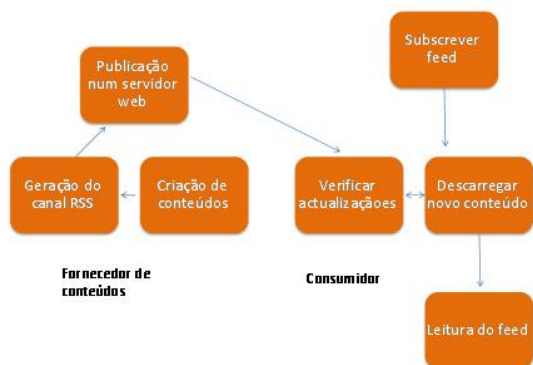 Publicação
num servidor
web
Subscrever
feed
Geração do
canal RSS
Criação de
conteúdos
Verificar
actualizaçãoes
Descarregar
novo conteúdo
Fornecedor de
conteúdos
Consumidor
Leitura do feed